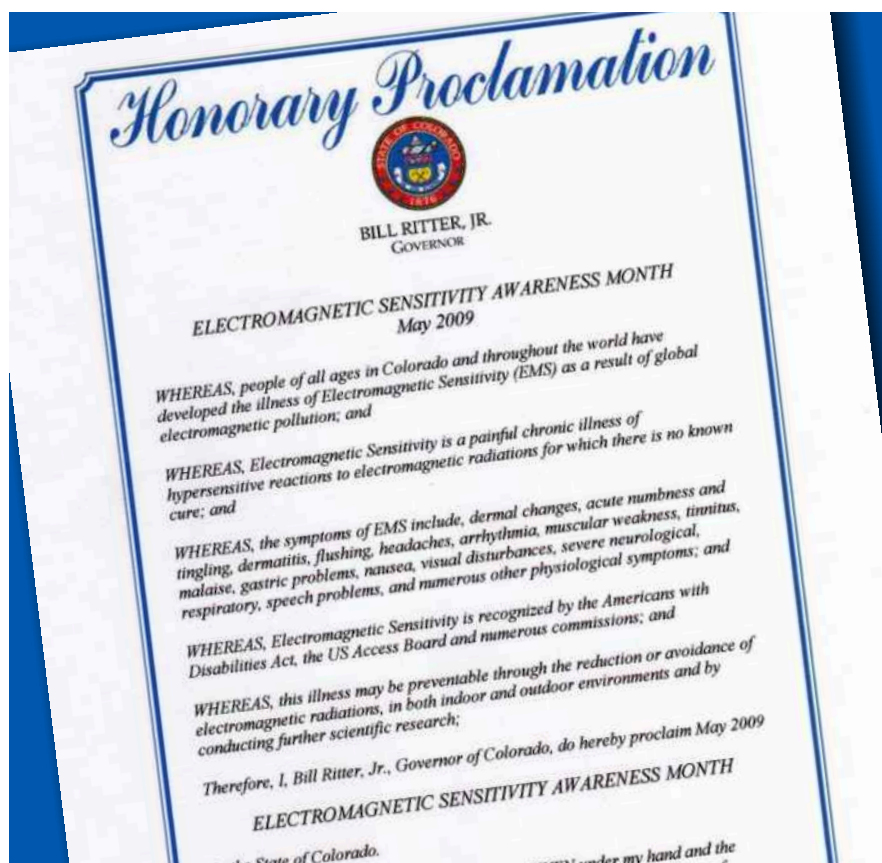 Honorary Proclamation
STATE OF COLORADO
1876
BILL RITTER, JR.
GOVERNOR
ELECTROMAGNETIC SENSITIVITY AWARENESS MONTH
May 2009
WHEREAS, people of all ages in Colorado and throughout the world have
developed the illness of Electromagnetic Sensitivity (EMS) as a result of global
electromagnetic pollution; and
WHEREAS, Electromagnetic Sensitivity is a painful chronic illness of
hypersensitive reactions to electromagnetic radiations for which there is no known
cure; and
WHEREAS, the symptoms of EMS include, dermal changes, acute numbness and
tingling, dermatitis, flushing, headaches, arrhythmia, muscular weakness, tinnitus,
malaise, gastric problems, nausea, visual disturbances, severe neurological,
respiratory, speech problems, and numerous other physiological symptoms; and
WHEREAS, Electromagnetic Sensitivity is recognized by the Americans with
Disabilities Act, the US Access Board and numerous commissions; and
WHEREAS, this illness may be preventable through the reduction or avoidance of
electromagnetic radiations, in both indoor and outdoor environments and by
conducting further scientific research;
Therefore, I, Bill Ritter, Jr., Governor of Colorado, do hereby proclaim May 2009
ELECTROMAGNETIC SENSITIVITY AWARENESS MONTH
State of Colorado.
under my hand and the